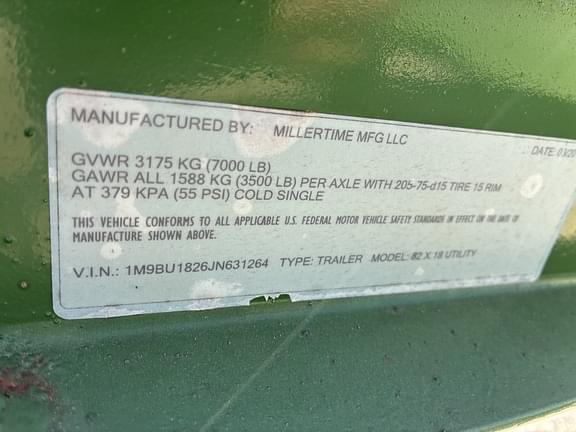 MANUFACTURED BY: MILLERTIME MFG LLC
DATE: 03/20
GVWR 3175 KG (7000 LB)
GAWR ALL 1588 KG (3500 LB) PER AXLE WITH 205-75-d15 TIRE 15 RIM
AT 379 KPA (55 PSI) COLD SINGLE
THIS VEHICLE CONFORMS TO ALL APPLICABLE U.S. FEDERAL MOTOR VEHICLE SAFETY STANDARDS IN EFFECT ON THE DATE OF
MANUFACTURE SHOWN ABOVE.
V.I.N.: 1M9BU1826JN631264 TYPE: TRAILER MODEL: 82 X 18 UTILITY